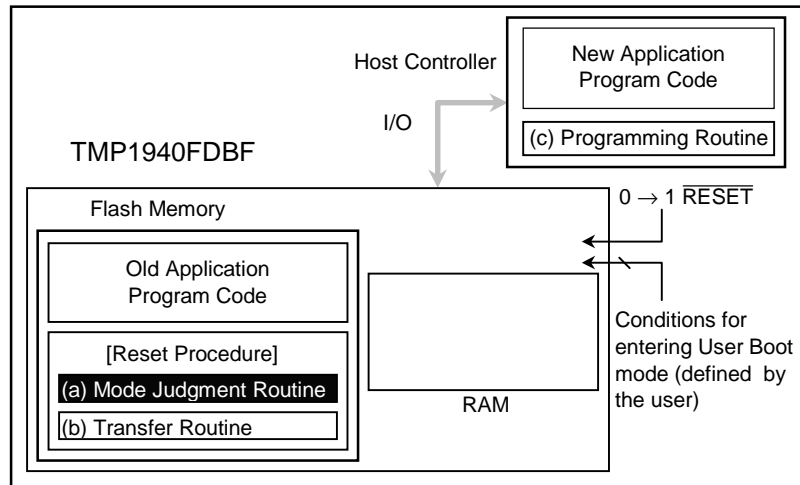 Host Controller
New Application
Program Code
(c) Programming Routine
I/O
TMP1940FDBF
0 → 1 R̅E̅S̅E̅T̅
Flash Memory
Old Application
Program Code
[Reset Procedure]
(a) Mode Judgment Routine
(b) Transfer Routine
RAM
Conditions for
entering User Boot
mode (defined by
the user)